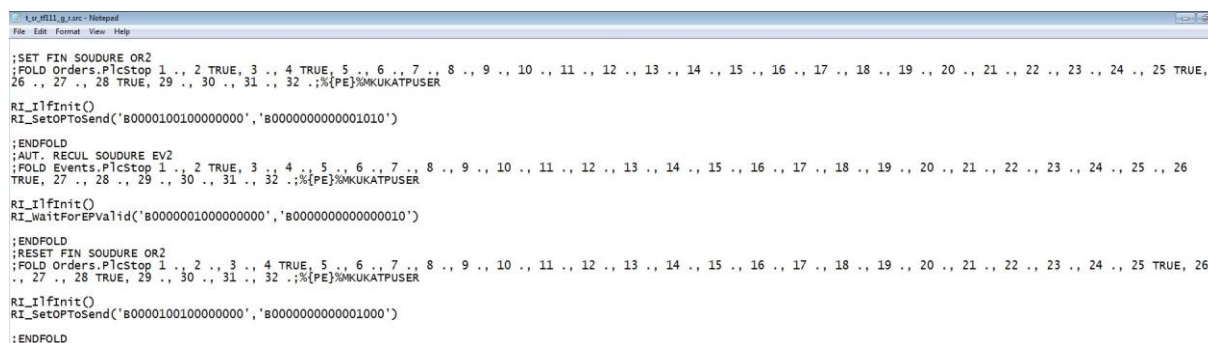 t_sr_tfl11_g_r.src - Notepad
File Edit Format View Help
;SET FIN SOUDURE OR2
;FOLD Orders.PlcStop 1 ., 2 TRUE, 3 ., 4 TRUE, 5 ., 6 ., 7 ., 8 ., 9 ., 10 ., 11 ., 12 ., 13 ., 14 ., 15 ., 16 ., 17 ., 18 ., 19 ., 20 ., 21 ., 22 ., 23 ., 24 ., 25 TRUE,
26 ., 27 ., 28 TRUE, 29 ., 30 ., 31 ., 32 .;%{PE}%MKUKATPUSER
RI_IlfInit()
RI_SetOPToSend('B0000100100000000','B0000000000001010')
;ENDFOLD
;AUT. RECUL SOUDURE EV2
;FOLD Events.PlcStop 1 ., 2 TRUE, 3 ., 4 ., 5 ., 6 ., 7 ., 8 ., 9 ., 10 ., 11 ., 12 ., 13 ., 14 ., 15 ., 16 ., 17 ., 18 ., 19 ., 20 ., 21 ., 22 ., 23 ., 24 ., 25 ., 26
TRUE, 27 ., 28 ., 29 ., 30 ., 31 ., 32 .;%{PE}%MKUKATPUSER
RI_IlfInit()
RI_WaitForEPValid('B0000001000000000','B0000000000000010')
;ENDFOLD
;RESET FIN SOUDURE OR2
;FOLD Orders.PlcStop 1 ., 2 ., 3 ., 4 TRUE, 5 ., 6 ., 7 ., 8 ., 9 ., 10 ., 11 ., 12 ., 13 ., 14 ., 15 ., 16 ., 17 ., 18 ., 19 ., 20 ., 21 ., 22 ., 23 ., 24 ., 25 TRUE, 26
., 27 ., 28 TRUE, 29 ., 30 ., 31 ., 32 .;%{PE}%MKUKATPUSER
RI_IlfInit()
RI_SetOPToSend('B0000100100000000','B0000000000001000')
;ENDFOLD